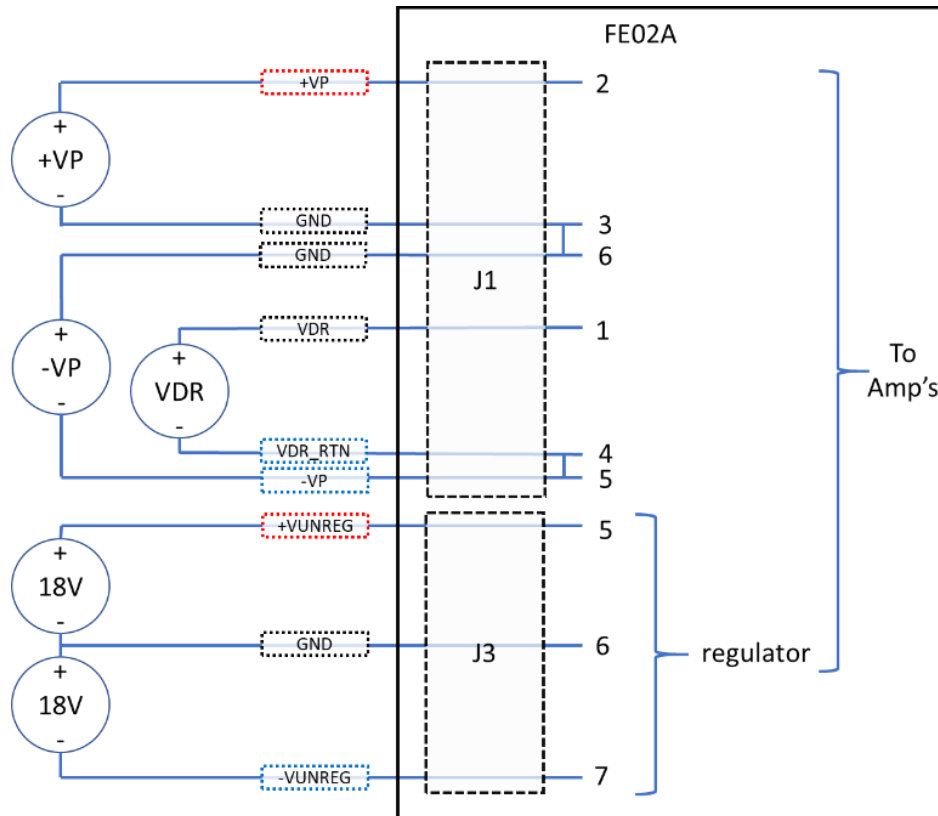 FE02A
+VP
2
+
+VP
-
GND
3
GND
6
J1
VDR
1
+
-VP
-
+
VDR
-
To
Amp's
VDR_RTN
4
-VP
5
+VUNREG
5
+
18V
-
GND
6
J3
regulator
+
18V
-
-VUNREG
7